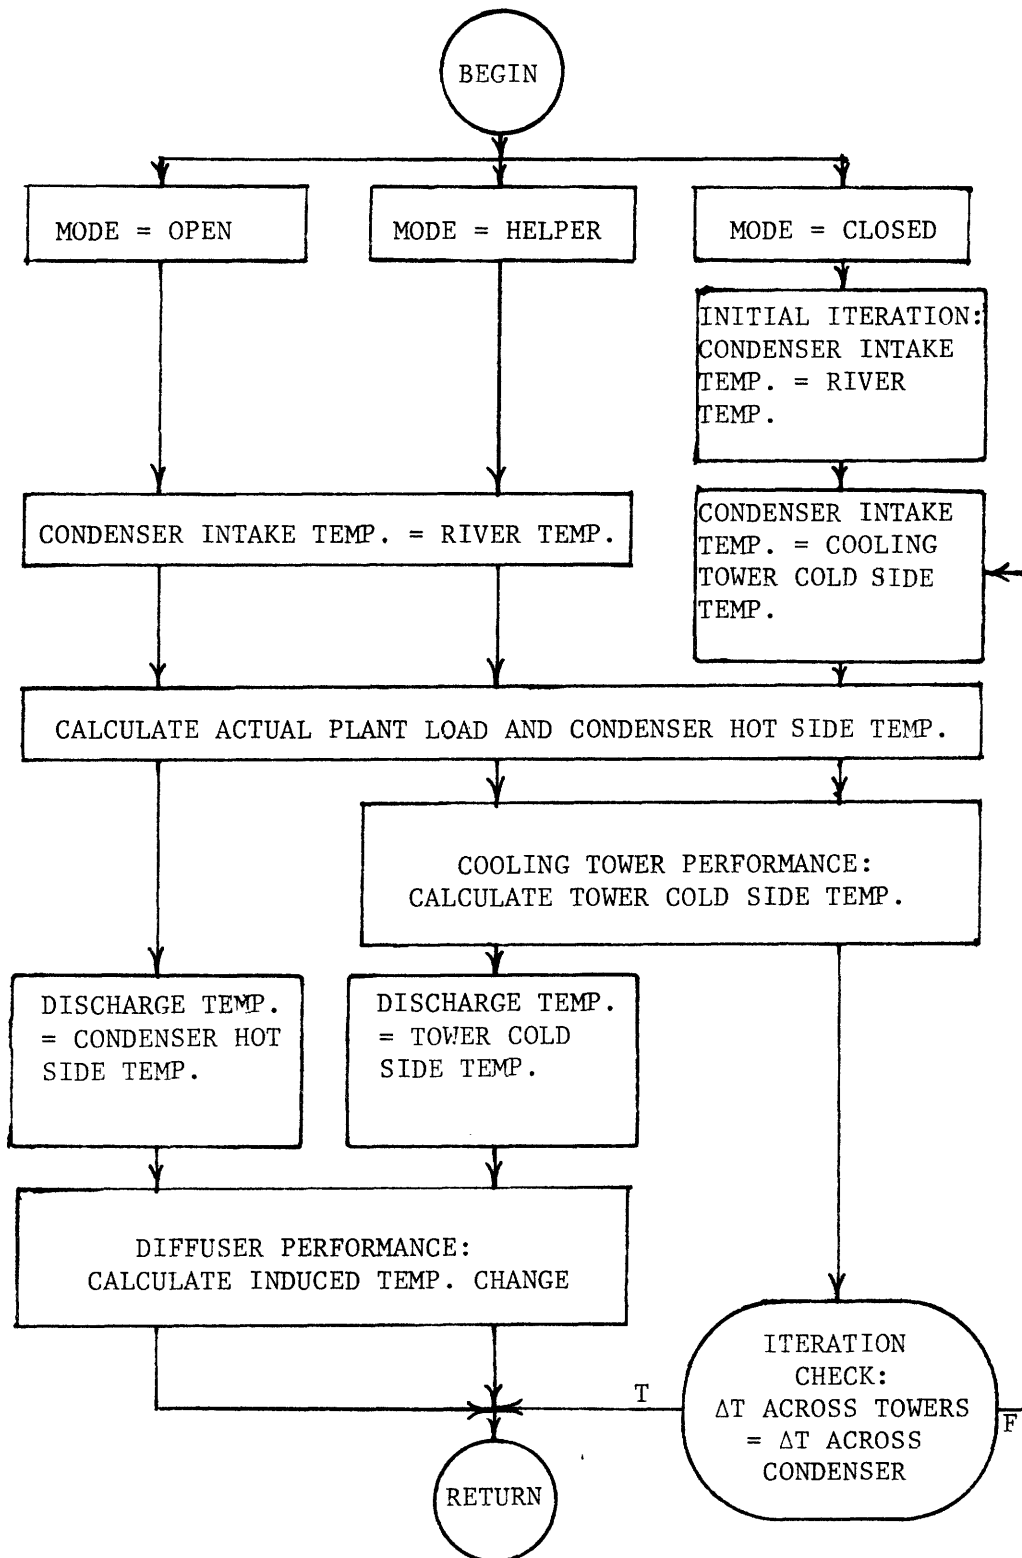 BEGIN
MODE = OPEN
MODE = HELPER
MODE = CLOSED
INITIAL ITERATION:
CONDENSER INTAKE
TEMP. = RIVER
TEMP.
CONDENSER INTAKE TEMP. = RIVER TEMP.
CONDENSER INTAKE
TEMP. = COOLING
TOWER COLD SIDE
TEMP.
CALCULATE ACTUAL PLANT LOAD AND CONDENSER HOT SIDE TEMP.
COOLING TOWER PERFORMANCE:
CALCULATE TOWER COLD SIDE TEMP.
DISCHARGE TEMP.
= CONDENSER HOT
SIDE TEMP.
DISCHARGE TEMP.
= TOWER COLD
SIDE TEMP.
DIFFUSER PERFORMANCE:
CALCULATE INDUCED TEMP. CHANGE
ITERATION
CHECK:
ΔT ACROSS TOWERS
= ΔT ACROSS
CONDENSER
T
F
RETURN